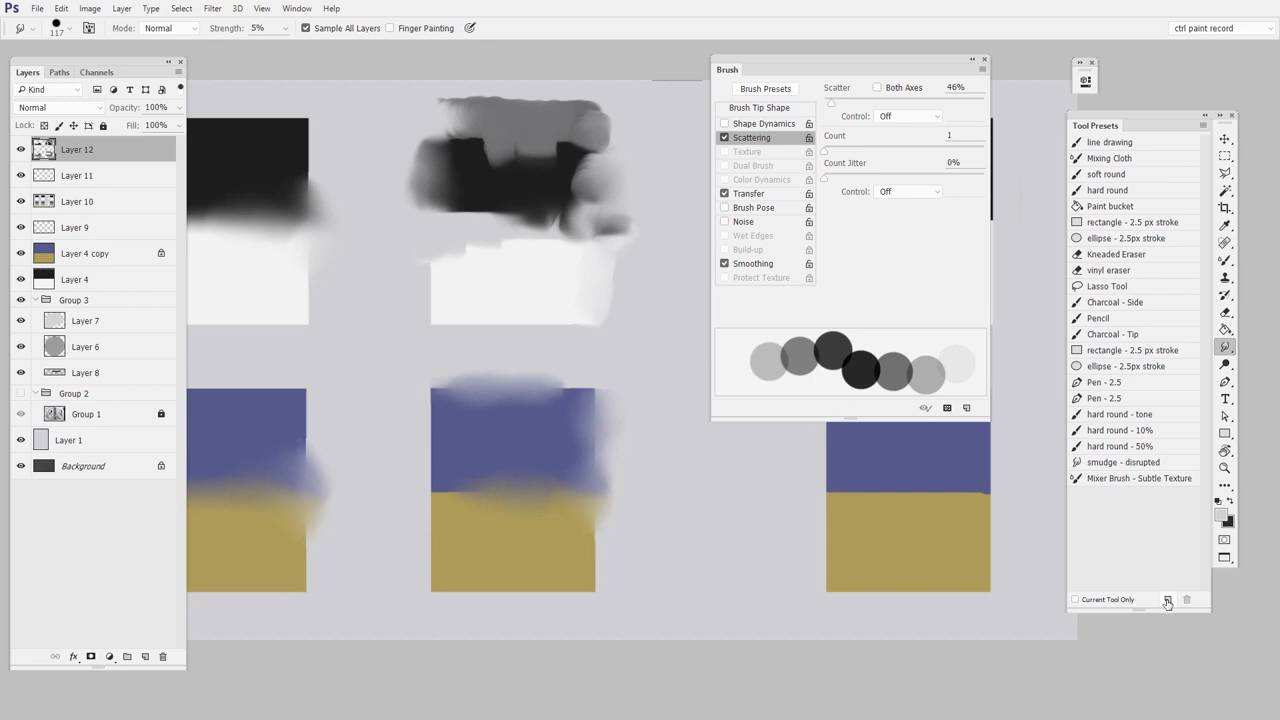 Ps File Edit Image Layer Type Select Filter 3D View Window Help
117 Mode: Normal Strength: 5% Sample All Layers Finger Painting ctrl paint record
Layers Paths Channels
Kind
Normal Opacity: 100%
Lock: Fill: 100%
Layer 12
Layer 11
Layer 10
Layer 9
Layer 4 copy
Layer 4
Group 3
Layer 7
Layer 6
Layer 8
Group 2
Group 1
Layer 1
Background
fx
Brush
Brush Presets
Brush Tip Shape
Shape Dynamics
Scattering
Texture
Dual Brush
Color Dynamics
Transfer
Brush Pose
Noise
Wet Edges
Build-up
Smoothing
Protect Texture
Scatter Both Axes 46%
Control: Off
Count 1
Count Jitter 0%
Control: Off
Tool Presets
line drawing
Mixing Cloth
soft round
hard round
Paint bucket
rectangle - 2.5 px stroke
ellipse - 2.5px stroke
Kneaded Eraser
vinyl eraser
Lasso Tool
Charcoal - Side
Pencil
Charcoal - Tip
rectangle - 2.5 px stroke
ellipse - 2.5px stroke
Pen - 2.5
Pen - 2.5
hard round - tone
hard round - 10%
hard round - 50%
smudge - disrupted
Mixer Brush - Subtle Texture
Current Tool Only